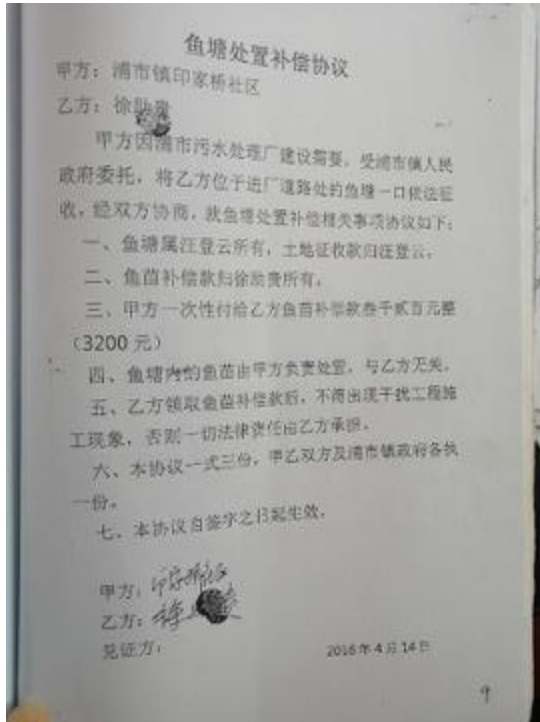 鱼塘处置补偿协议
甲方：浦市镇印家桥社区
乙方：徐助
甲方因浦市污水处理厂建设需要，受浦市镇人民
政府委托，将乙方位于进厂道路处的鱼塘一口依法征
收，经双方协商，就鱼塘处置补偿相关事项协议如下：
一、鱼塘属汪登云所有，土地征收款归汪登云。
二、鱼苗补偿款归徐助贵所有。
三、甲方一次性付给乙方鱼苗补偿款叁千贰百元整
（3200 元）
四、鱼塘内的鱼苗由甲方负责处置，与乙方无关。
五、乙方领取鱼苗补偿款后，不得出现干扰工程施
工现象，否则一切法律责任由乙方承担。
六、本协议一式三份，甲乙双方及浦市镇政府各执
一份。
七、本协议自签字之日起生效。
甲方：印家桥社区
乙方：徐
见证方：
2016 年 4 月 14 日
9